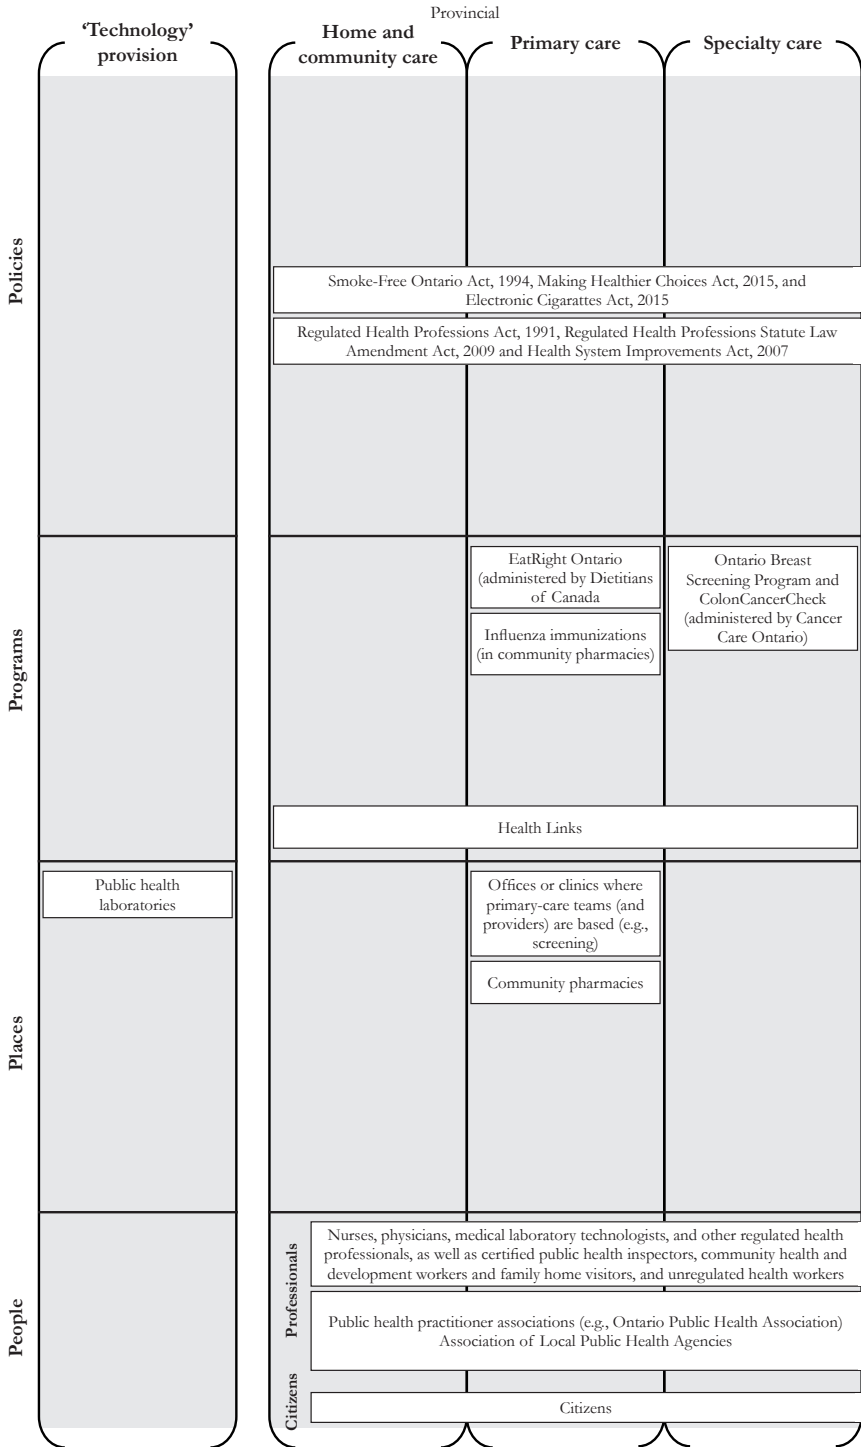 Provincial
‘Technology’
provision
Home and
community care
Primary care
Specialty care
Policies
Smoke-Free Ontario Act, 1994, Making Healthier Choices Act, 2015, and
Electronic Cigarattes Act, 2015
Regulated Health Professions Act, 1991, Regulated Health Professions Statute Law
Amendment Act, 2009 and Health System Improvements Act, 2007
Programs
EatRight Ontario
(administered by Dietitians
of Canada
Influenza immunizations
(in community pharmacies)
Ontario Breast
Screening Program and
ColonCancerCheck
(administered by Cancer
Care Ontario)
Health Links
Places
Public health
laboratories
Offices or clinics where
primary-care teams (and
providers) are based (e.g.,
screening)
Community pharmacies
People
Professionals
Nurses, physicians, medical laboratory technologists, and other regulated health
professionals, as well as certified public health inspectors, community health and
development workers and family home visitors, and unregulated health workers
Public health practitioner associations (e.g., Ontario Public Health Association)
Association of Local Public Health Agencies
Citizens
Citizens